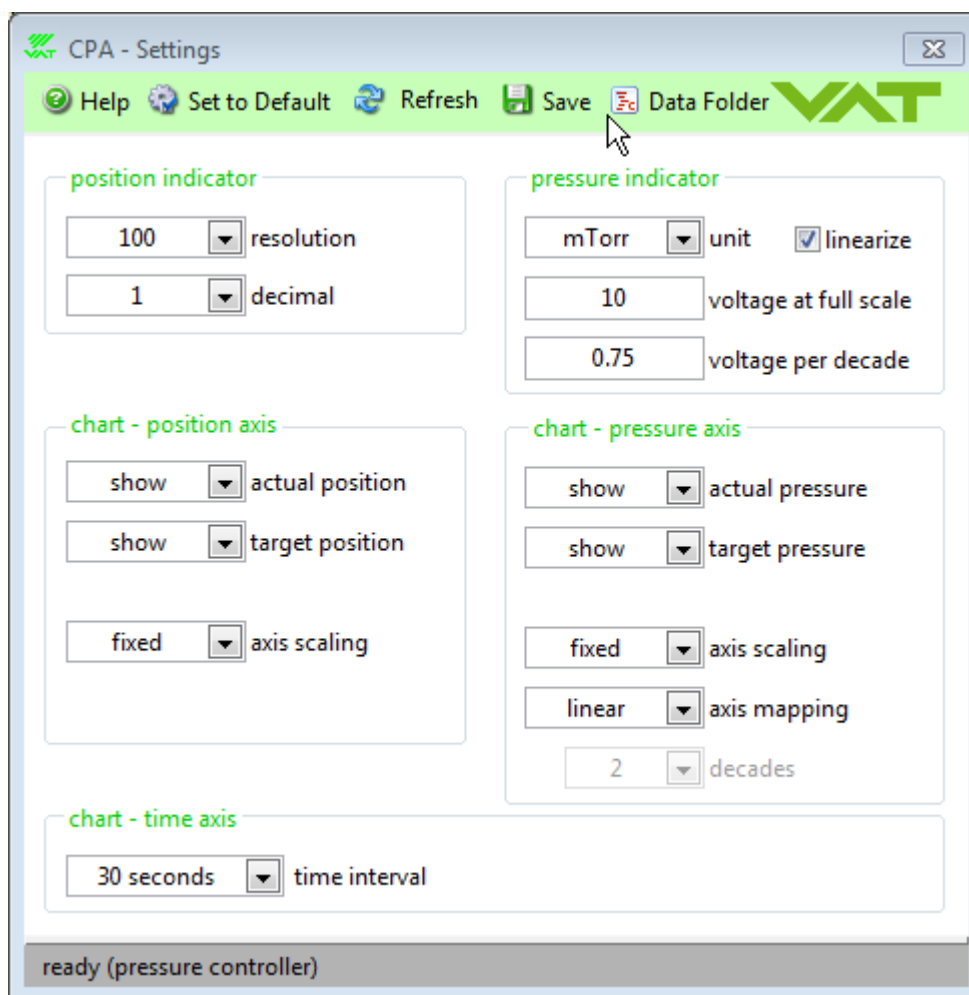 CPA - Settings
Help Set to Default Refresh Save Data Folder VAT
position indicator
100 resolution
1 decimal
pressure indicator
mTorr unit linearize
10 voltage at full scale
0.75 voltage per decade
chart - position axis
show actual position
show target position
fixed axis scaling
chart - pressure axis
show actual pressure
show target pressure
fixed axis scaling
linear axis mapping
2 decades
chart - time axis
30 seconds time interval
ready (pressure controller)